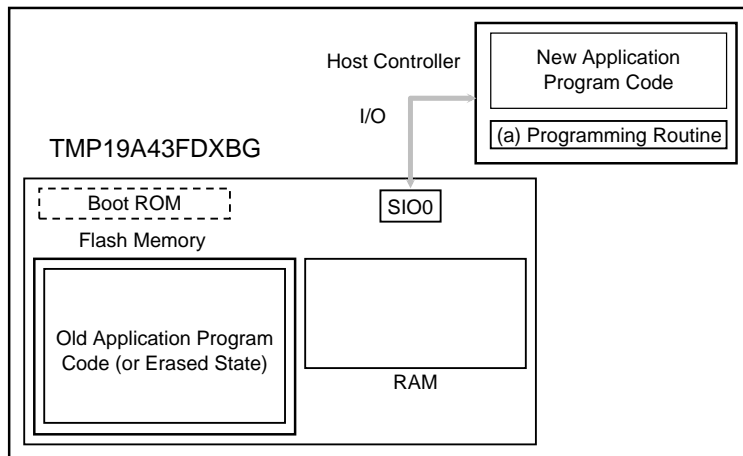 Host Controller
New Application
Program Code
I/O
(a) Programming Routine
TMP19A43FDXBG
Boot ROM
SIO0
Flash Memory
Old Application Program
Code (or Erased State)
RAM